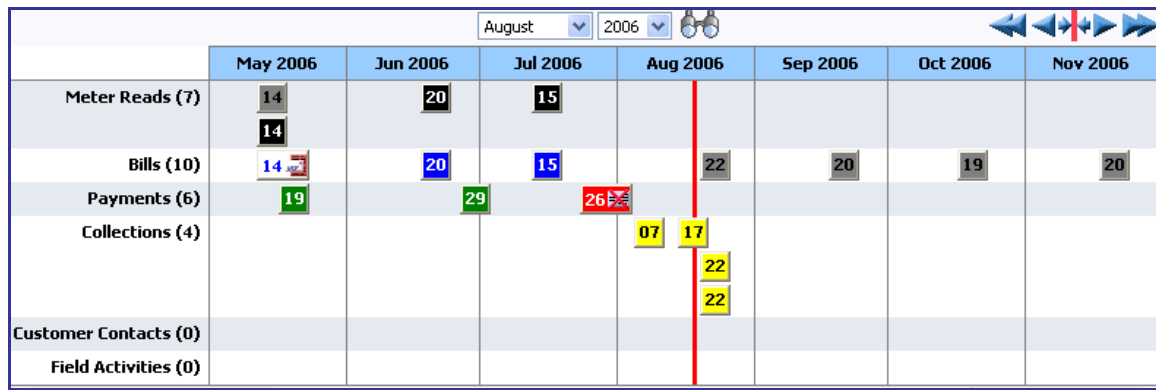 August 2006
May 2006 Jun 2006 Jul 2006 Aug 2006 Sep 2006 Oct 2006 Nov 2006
Meter Reads (7) 14 20 15
14
Bills (10) 14 20 15 22 20 19 20
Payments (6) 19 29 26
Collections (4) 07 17
22
22
Customer Contacts (0)
Field Activities (0)